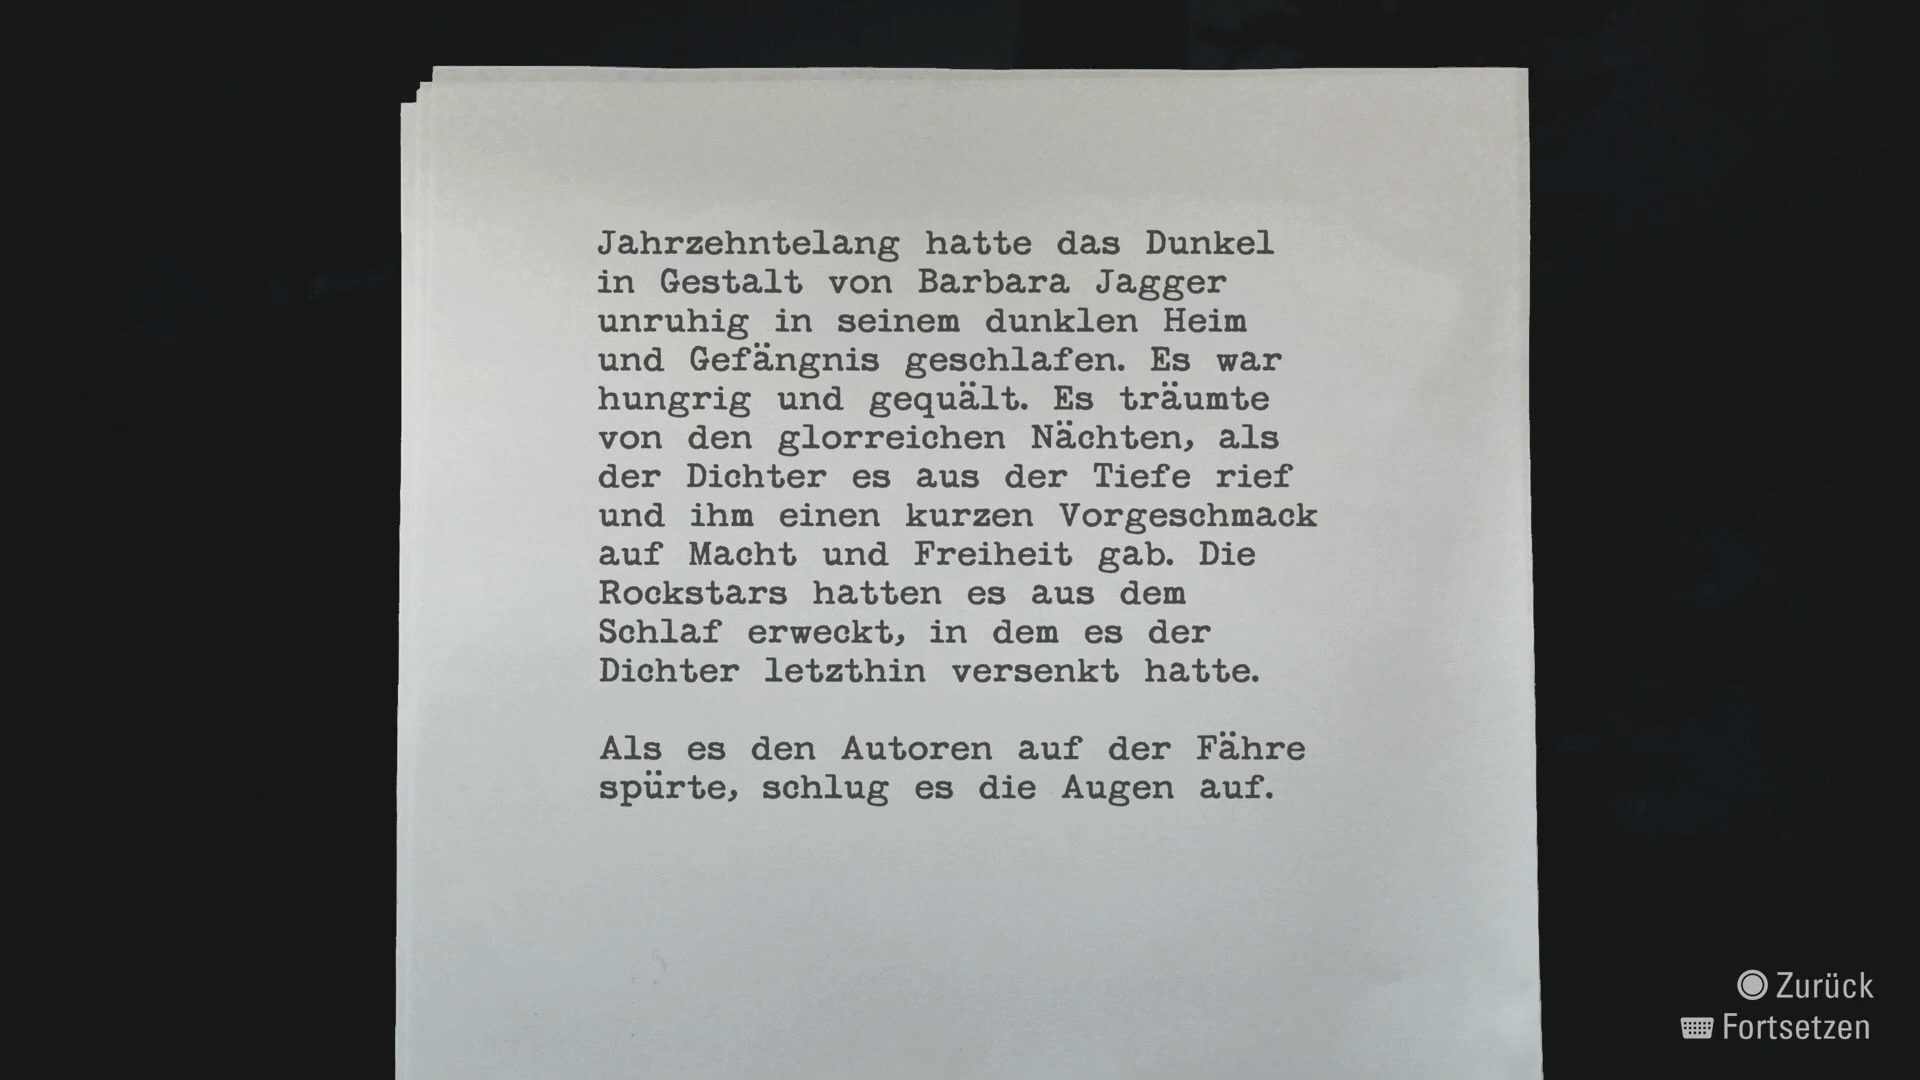 Jahrzehntelang hatte das Dunkel
in Gestalt von Barbara Jagger
unruhig in seinem dunklen Heim
und Gefängnis geschlafen. Es war
hungrig und gequält. Es träumte
von den glorreichen Nächten, als
der Dichter es aus der Tiefe rief
und ihm einen kurzen Vorgeschmack
auf Macht und Freiheit gab. Die
Rockstars hatten es aus dem
Schlaf erweckt, in dem es der
Dichter letzthin versenkt hatte.

Als es den Autoren auf der Fähre
spürte, schlug es die Augen auf.

Zurück
Fortsetzen